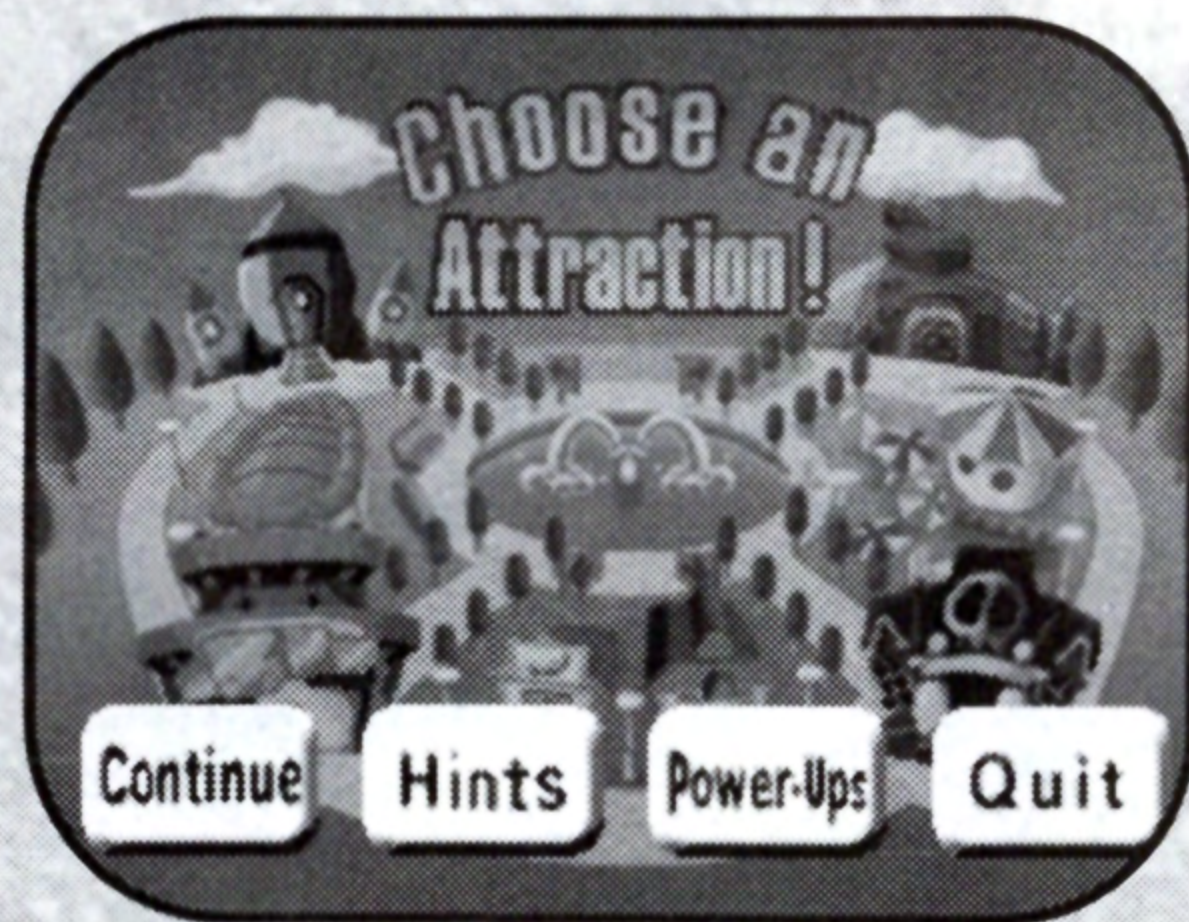 Choose an
Attraction!
Continue
Hints
Power-Ups
Quit